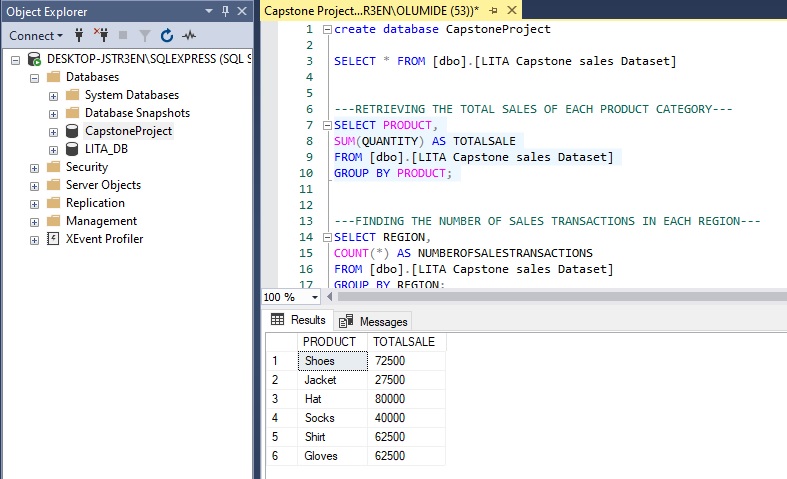 Object Explorer
Connect
DESKTOP-JSTR3EN\SQLEXPRESS (SQL S
Databases
System Databases
Database Snapshots
CapstoneProject
LITA_DB
Security
Server Objects
Replication
Management
XEvent Profiler
Capstone Project...R3EN\OLUMIDE (53))*
1 create database CapstoneProject
2
3 SELECT * FROM [dbo].[LITA Capstone sales Dataset]
4
5
6 ---RETRIEVING THE TOTAL SALES OF EACH PRODUCT CATEGORY---
7 SELECT PRODUCT,
8 SUM(QUANTITY) AS TOTALSALE
9 FROM [dbo].[LITA Capstone sales Dataset]
10 GROUP BY PRODUCT;
11
12
13 ---FINDING THE NUMBER OF SALES TRANSACTIONS IN EACH REGION---
14 SELECT REGION,
15 COUNT(*) AS NUMBEROFSALESTRANSACTIONS
16 FROM [dbo].[LITA Capstone sales Dataset]
17 GROUP BY REGION;
100 %
Results Messages
PRODUCT TOTALSALE
1 Shoes 72500
2 Jacket 27500
3 Hat 80000
4 Socks 40000
5 Shirt 62500
6 Gloves 62500